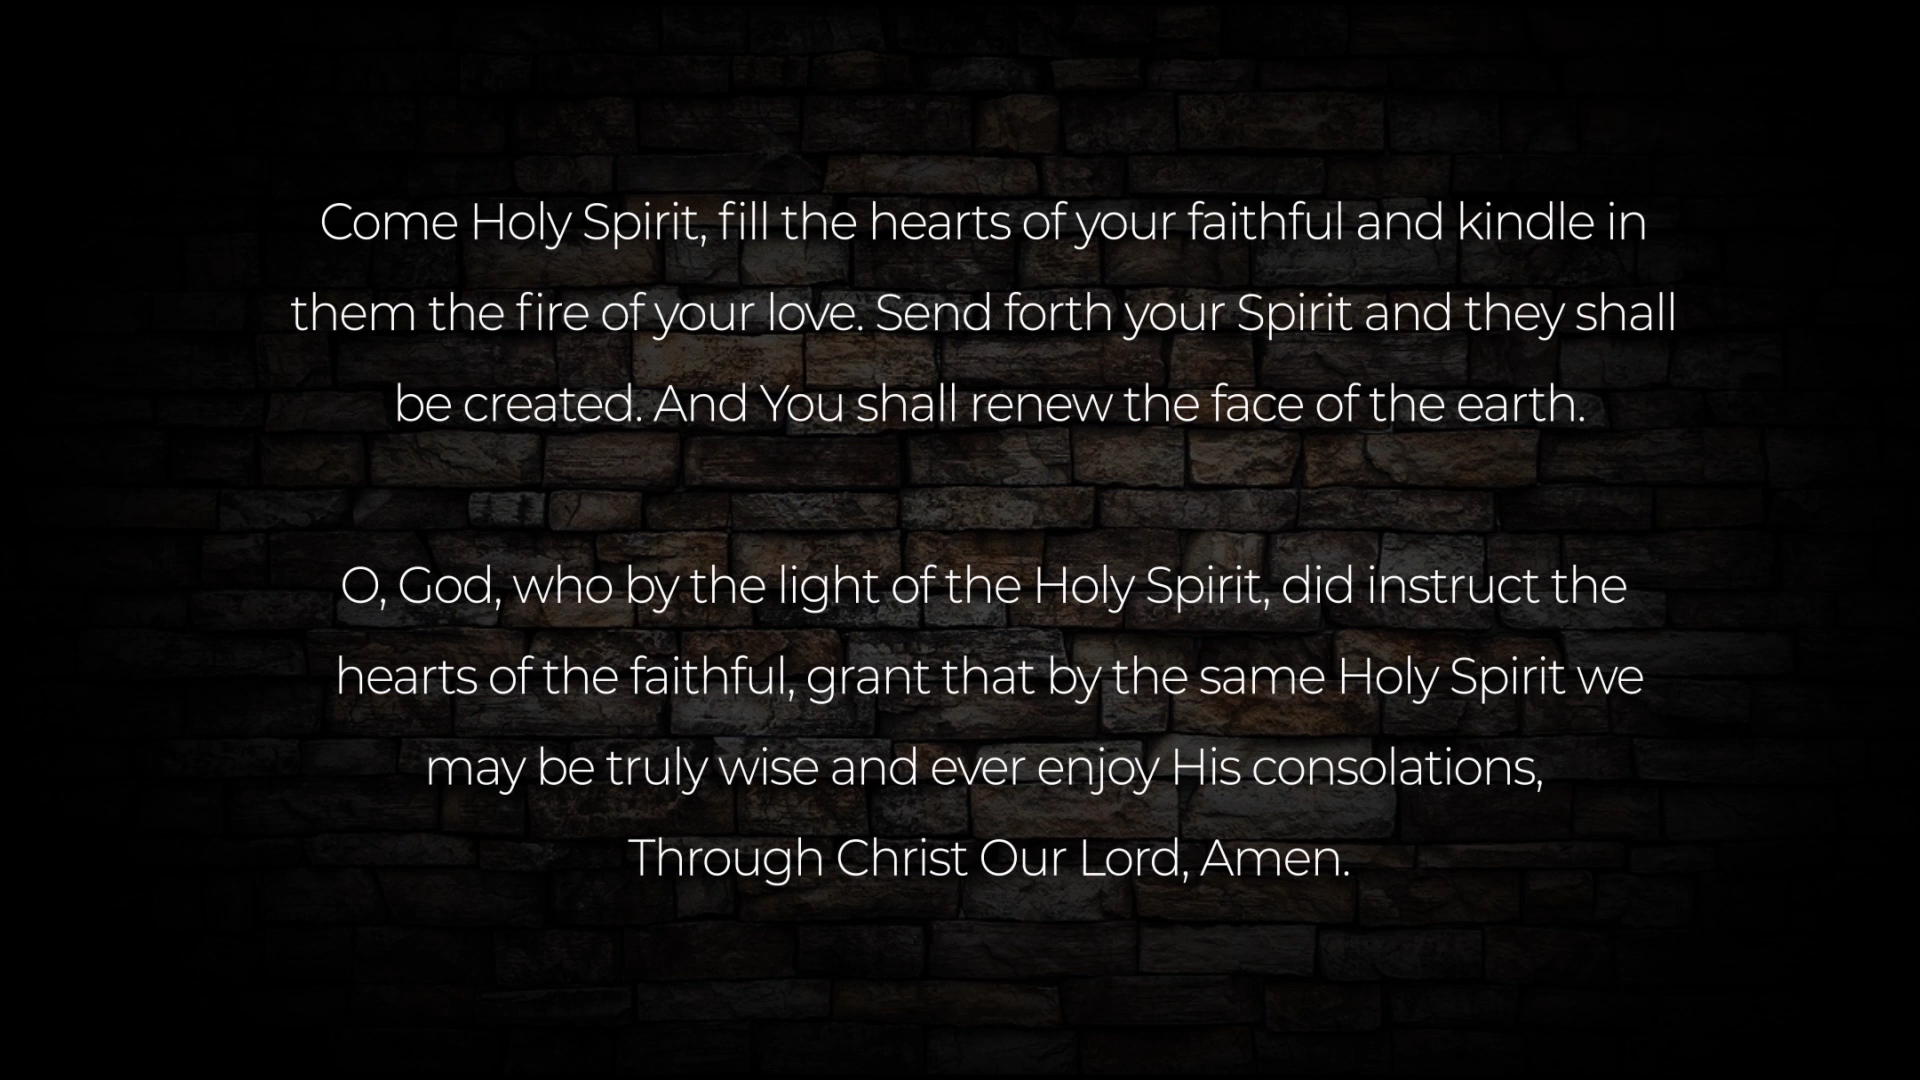 Come Holy Spirit, fill the hearts of your faithful and kindle in
them the fire of your love. Send forth your Spirit and they shall
be created. And You shall renew the face of the earth.
O, God, who by the light of the Holy Spirit, did instruct the
hearts of the faithful, grant that by the same Holy Spirit we
may be truly wise and ever enjoy His consolations,
Through Christ Our Lord, Amen.